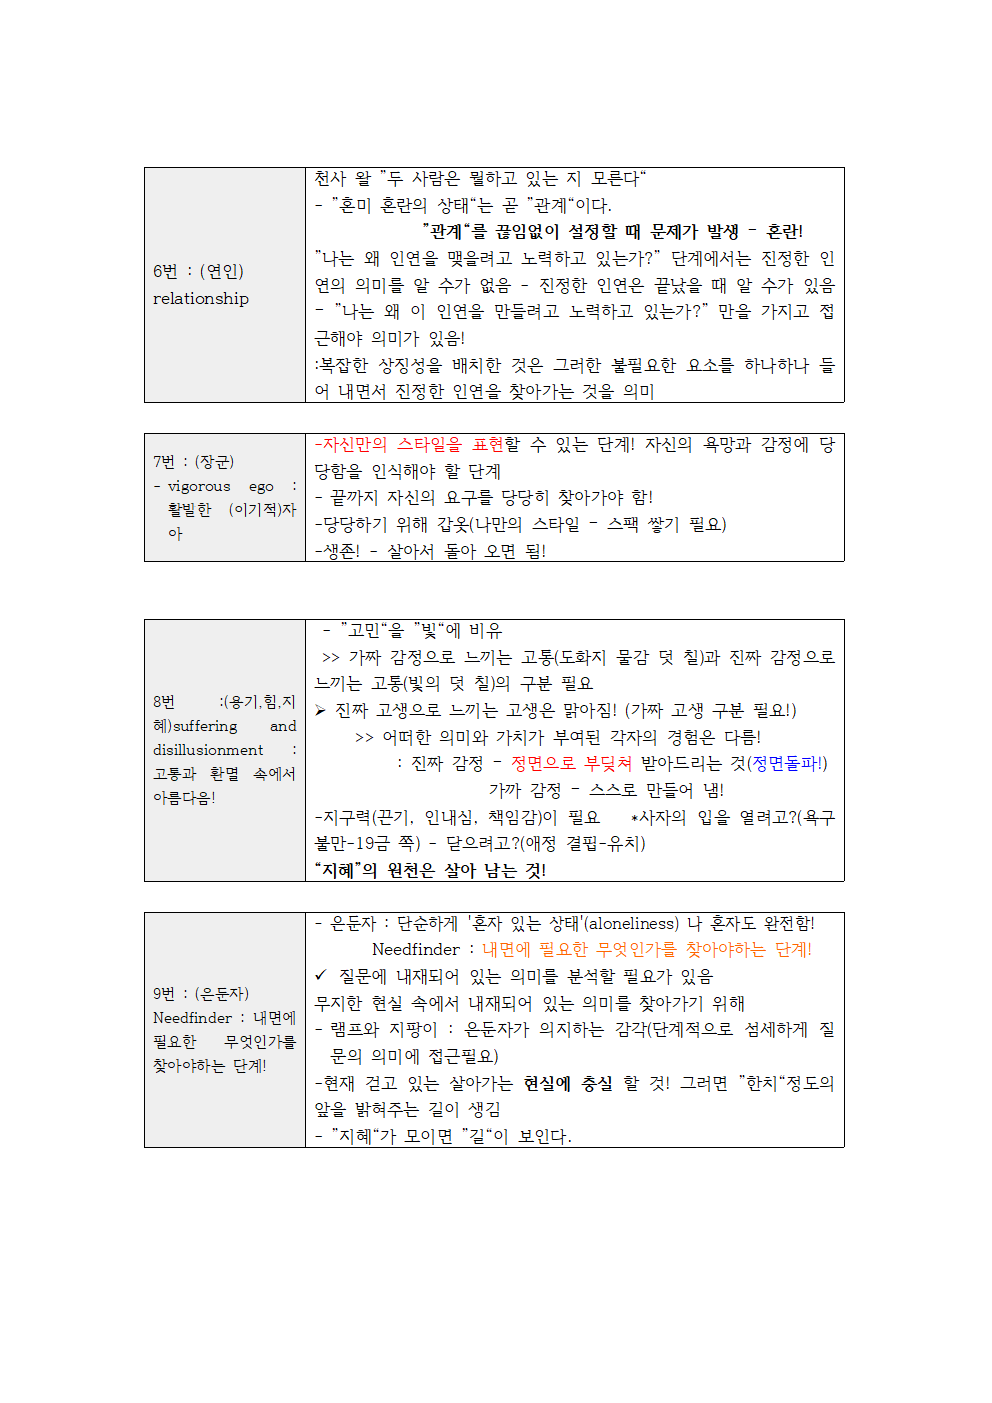 6번 : (연인)
relationship
천사 왈 ”두 사람은 뭘하고 있는 지 모른다“
- ”혼미 혼란의 상태“는 곧 ”관계“이다.
”관계“를 끊임없이 설정할 때 문제가 발생 - 혼란!
”나는 왜 인연을 맺을려고 노력하고 있는가?” 단계에서는 진정한 인
연의 의미를 알 수가 없음 - 진정한 인연은 끝났을 때 알 수가 있음
- ”나는 왜 이 인연을 만들려고 노력하고 있는가?” 만을 가지고 접
근해야 의미가 있음!
:복잡한 상징성을 배치한 것은 그러한 불필요한 요소를 하나하나 들
어 내면서 진정한 인연을 찾아가는 것을 의미
7번 : (장군)
- vigorous ego :
활빌한 (이기적)자
아
-자신만의 스타일을 표현할 수 있는 단계! 자신의 욕망과 감정에 당
당함을 인식해야 할 단계
- 끝까지 자신의 요구를 당당히 찾아가야 함!
-당당하기 위해 갑옷(나만의 스타일 - 스팩 쌓기 필요)
-생존! - 살아서 돌아 오면 됨!
8번 :(용기,힘,지
혜)suffering and
disillusionment :
고통과 환멸 속에서
아름다음!
- ”고민“을 ”빛“에 비유
>> 가짜 감정으로 느끼는 고통(도화지 물감 덧 칠)과 진짜 감정으로
느끼는 고통(빛의 덧 칠)의 구분 필요
➢ 진짜 고생으로 느끼는 고생은 맑아짐! (가짜 고생 구분 필요!)
>> 어떠한 의미와 가치가 부여된 각자의 경험은 다름!
: 진짜 감정 - 정면으로 부딪쳐 받아드리는 것(정면돌파!)
가까 감정 - 스스로 만들어 냄!
-지구력(끈기, 인내심, 책임감)이 필요 *사자의 입을 열려고?(욕구
불만-19금 쪽) - 닫으려고?(애정 결핍-유치)
“지혜”의 원천은 살아 남는 것!
9번 : (은둔자)
Needfinder : 내면에
필요한 무엇인가를
찾아야하는 단계!
- 은둔자 : 단순하게 '혼자 있는 상태'(aloneliness) 나 혼자도 완전함!
Needfinder : 내면에 필요한 무엇인가를 찾아야하는 단계!
✓ 질문에 내재되어 있는 의미를 분석할 필요가 있음
무지한 현실 속에서 내재되어 있는 의미를 찾아가기 위해
- 램프와 지팡이 : 은둔자가 의지하는 감각(단계적으로 섬세하게 질
문의 의미에 접근필요)
-현재 걷고 있는 살아가는 현실에 충실 할 것! 그러면 ”한치“정도의
앞을 밝혀주는 길이 생김
- ”지혜“가 모이면 ”길“이 보인다.